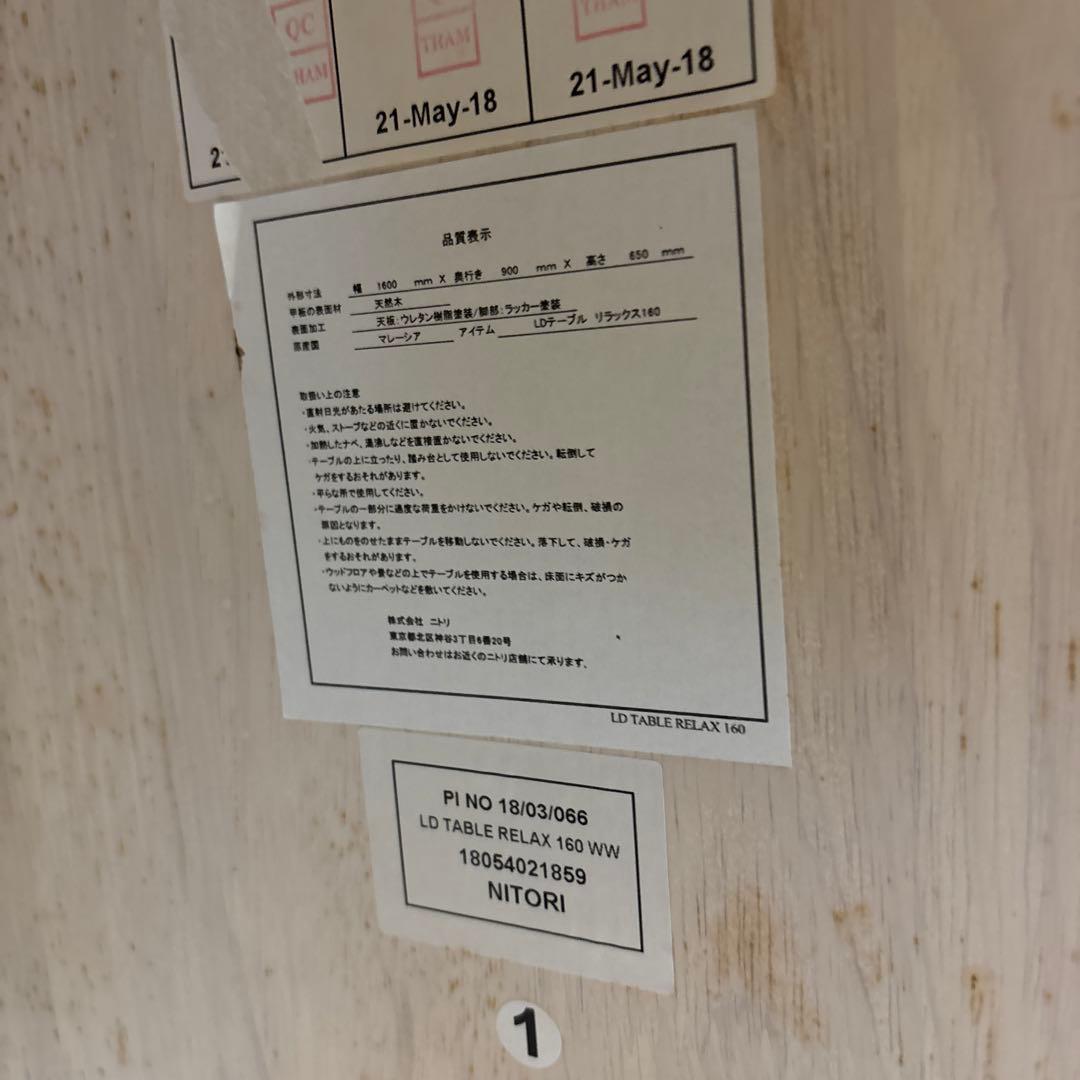 QC
HAM
THAM
THAM
21-May-18
21-May-18
品質表示
外形寸法 幅 1600 mm X 奥行き 900 mm X 高さ 650 mm
甲板の表面材 天然木
表面加工 天板:ウレタン樹脂塗装/脚部:ラッカー塗装
原産国 マレーシア アイテム LDテーブル リラックス160
取扱い上の注意
・直射日光があたる場所は避けてください。
・火気、ストーブなどの近くに置かないでください。
・加熱したナベ、湯沸しなどを直接置かないでください。
・テーブルの上に立ったり、踏み台として使用しないでください。転倒して
ケガをするおそれがあります。
・平らな所で使用してください。
・テーブルの一部分に過度な荷重をかけないでください。ケガや転倒、破損の
原因となります。
・上にものをのせたままテーブルを移動しないでください。落下して、破損・ケガ
をするおそれがあります。
・ウッドフロアや畳などの上でテーブルを使用する場合は、床面にキズがつか
ないようにカーペットなどを敷いてください。
株式会社 ニトリ
東京都北区神谷3丁目6番20号
お問い合わせはお近くのニトリ店舗にて承ります。
LD TABLE RELAX 160
PI NO 18/03/066
LD TABLE RELAX 160 WW
18054021859
NITORI
1